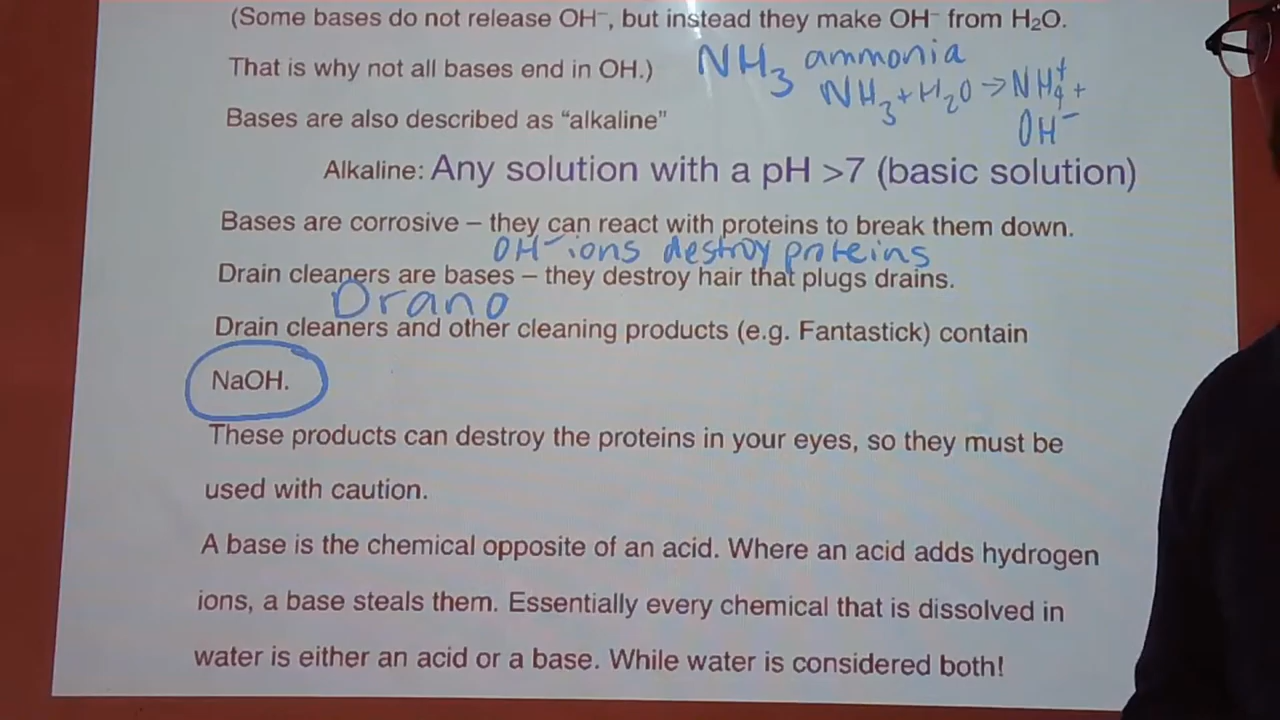 (Some bases do not release OH⁻, but instead they make OH⁻ from H₂O.
That is why not all bases end in OH.)
NH₃ ammonia
NH₃ + H₂O → NH₄⁺ +
OH⁻
Bases are also described as “alkaline”
Alkaline: Any solution with a pH >7 (basic solution)
Bases are corrosive – they can react with proteins to break them down.
OH⁻ ions destroy proteins
Drain cleaners are bases – they destroy hair that plugs drains.
Drano
Drain cleaners and other cleaning products (e.g. Fantastick) contain
NaOH.
These products can destroy the proteins in your eyes, so they must be
used with caution.
A base is the chemical opposite of an acid. Where an acid adds hydrogen
ions, a base steals them. Essentially every chemical that is dissolved in
water is either an acid or a base. While water is considered both!